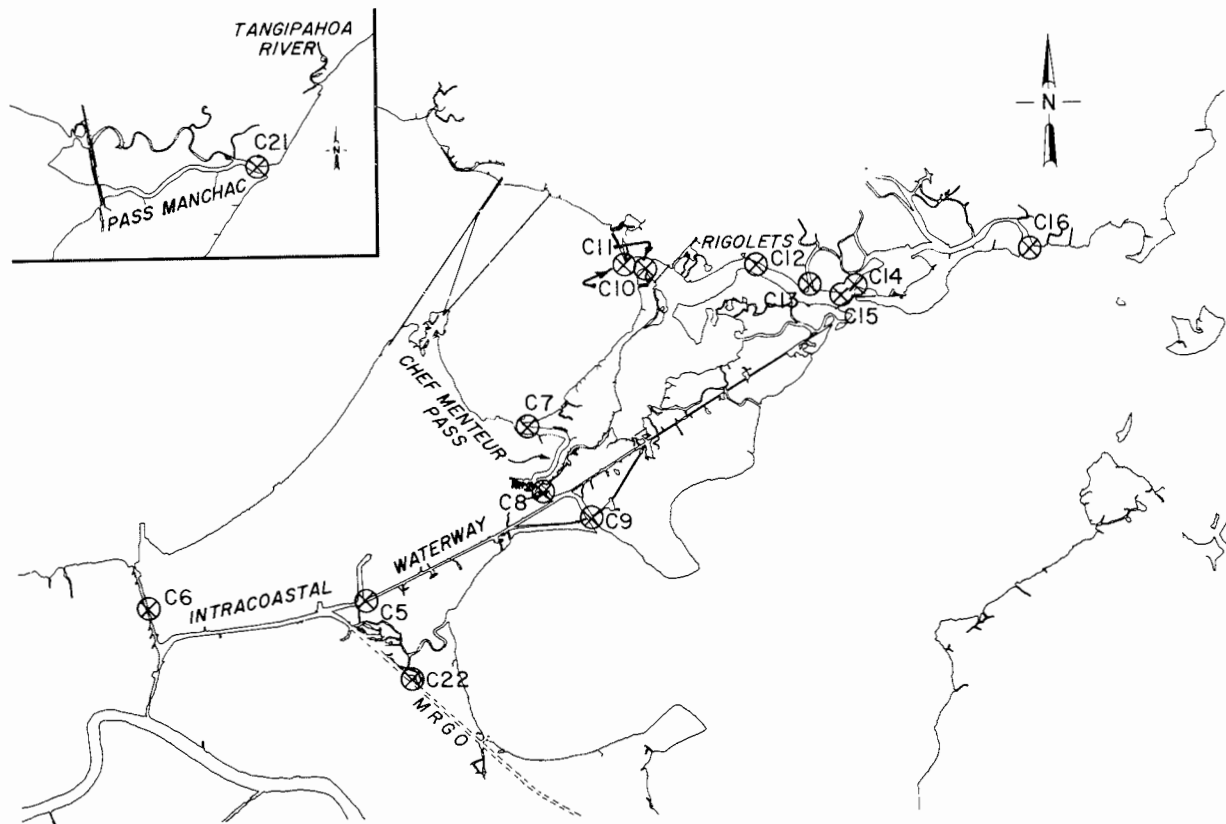 TANGIPAHOA
RIVER
C21
N
PASS MANCHAC
N
C16
C11
RIGOLETS
C12
C14
C10
C13
C15
CHEF MENTEUR
PASS
C7
C8
C9
WATERWAY
C6
INTRACOASTAL
C5
C22
MRGO